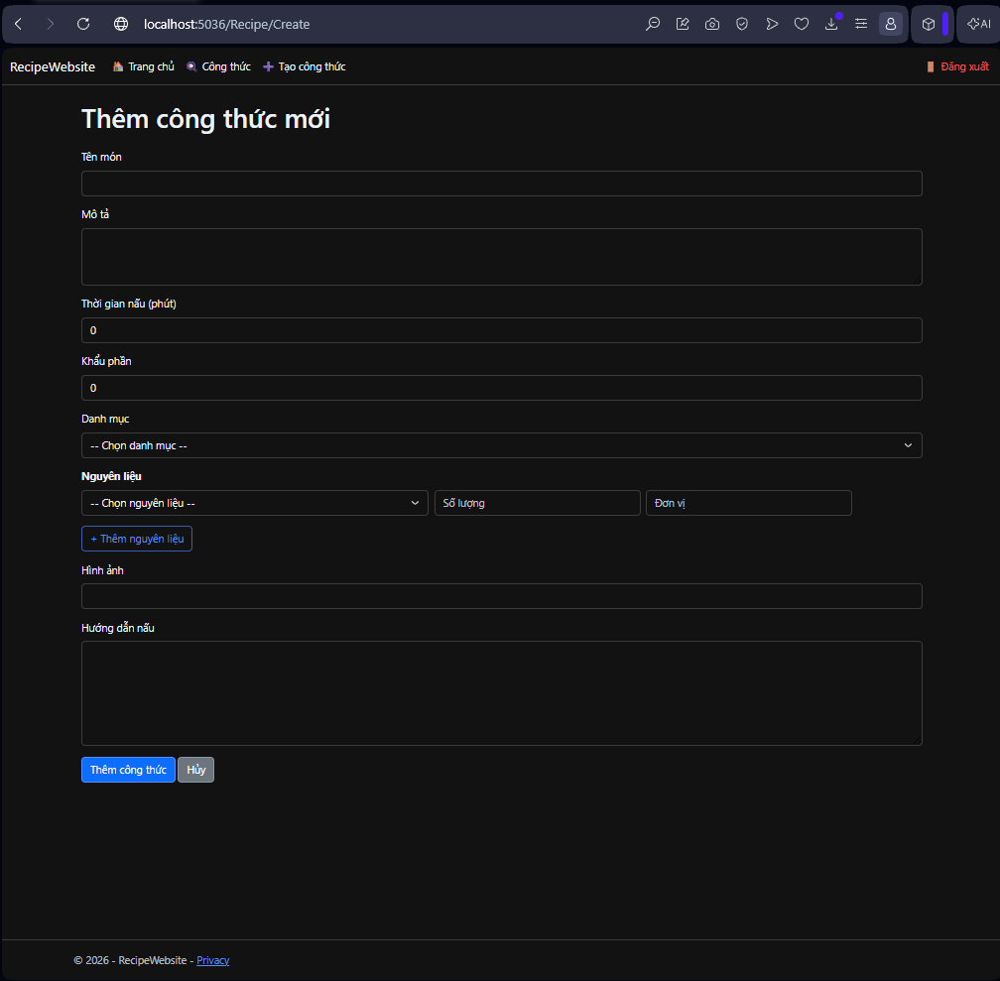 localhost:5036/Recipe/Create
AI
RecipeWebsite Trang chủ Công thức Tạo công thức Đăng xuất
Thêm công thức mới
Tên món
Mô tả
Thời gian nấu (phút)
0
Khẩu phần
0
Danh mục
-- Chọn danh mục --
Nguyên liệu
-- Chọn nguyên liệu -- Số lượng Đơn vị
+ Thêm nguyên liệu
Hình ảnh
Hướng dẫn nấu
Thêm công thức Hủy
© 2026 - RecipeWebsite - Privacy